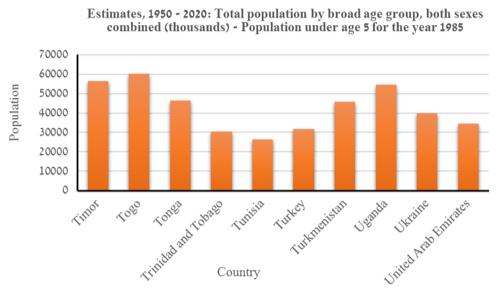 Estimates, 1950 - 2020: Total population by broad age group, both sexes
combined (thousands) - Population under age 5 for the year 1985
Population
70000
60000
50000
40000
30000
20000
10000
0
Timor
Togo
Tonga
Trinidad and Tobago
Tunisia
Turkey
Turkmenistan
Uganda
Ukraine
United Arab Emirates
Country